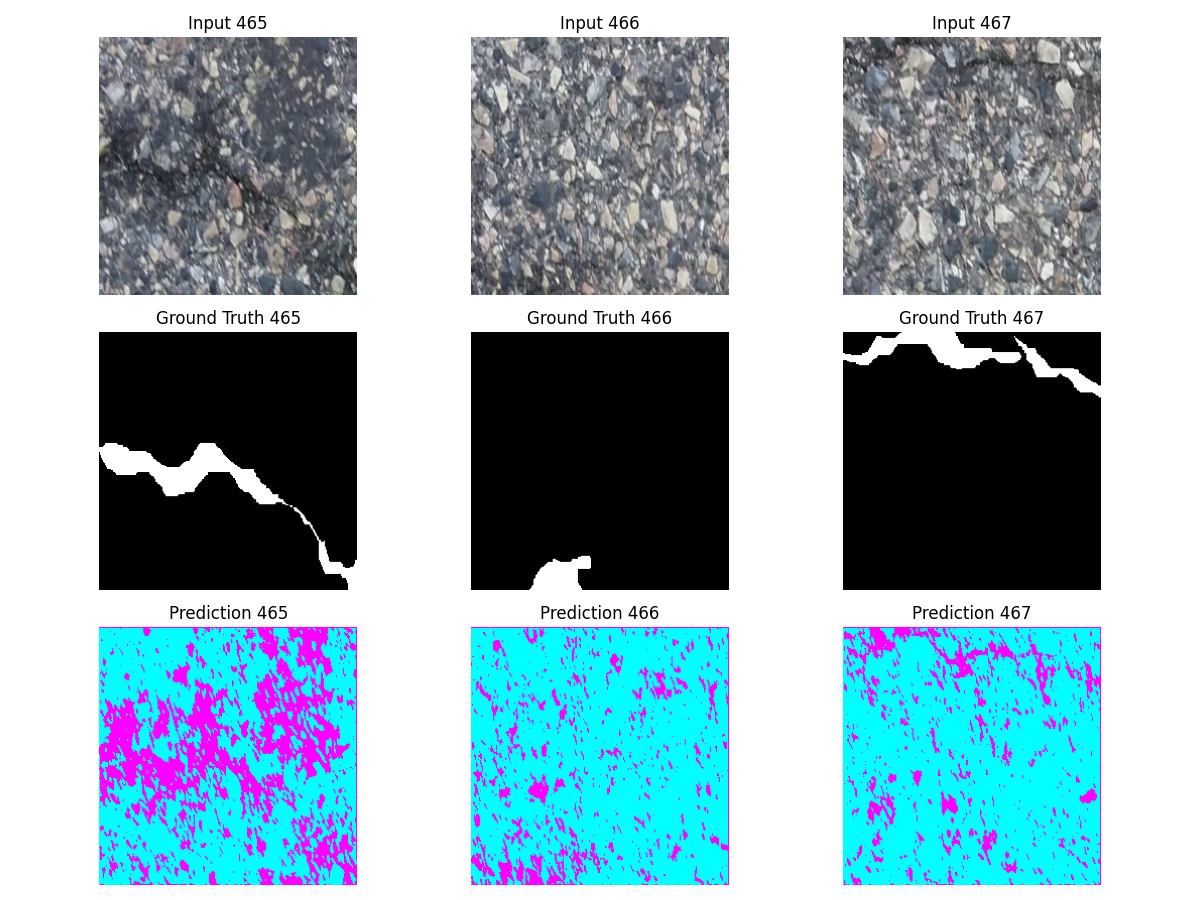 Input 465
Input 466
Input 467
Ground Truth 465
Ground Truth 466
Ground Truth 467
Prediction 465
Prediction 466
Prediction 467